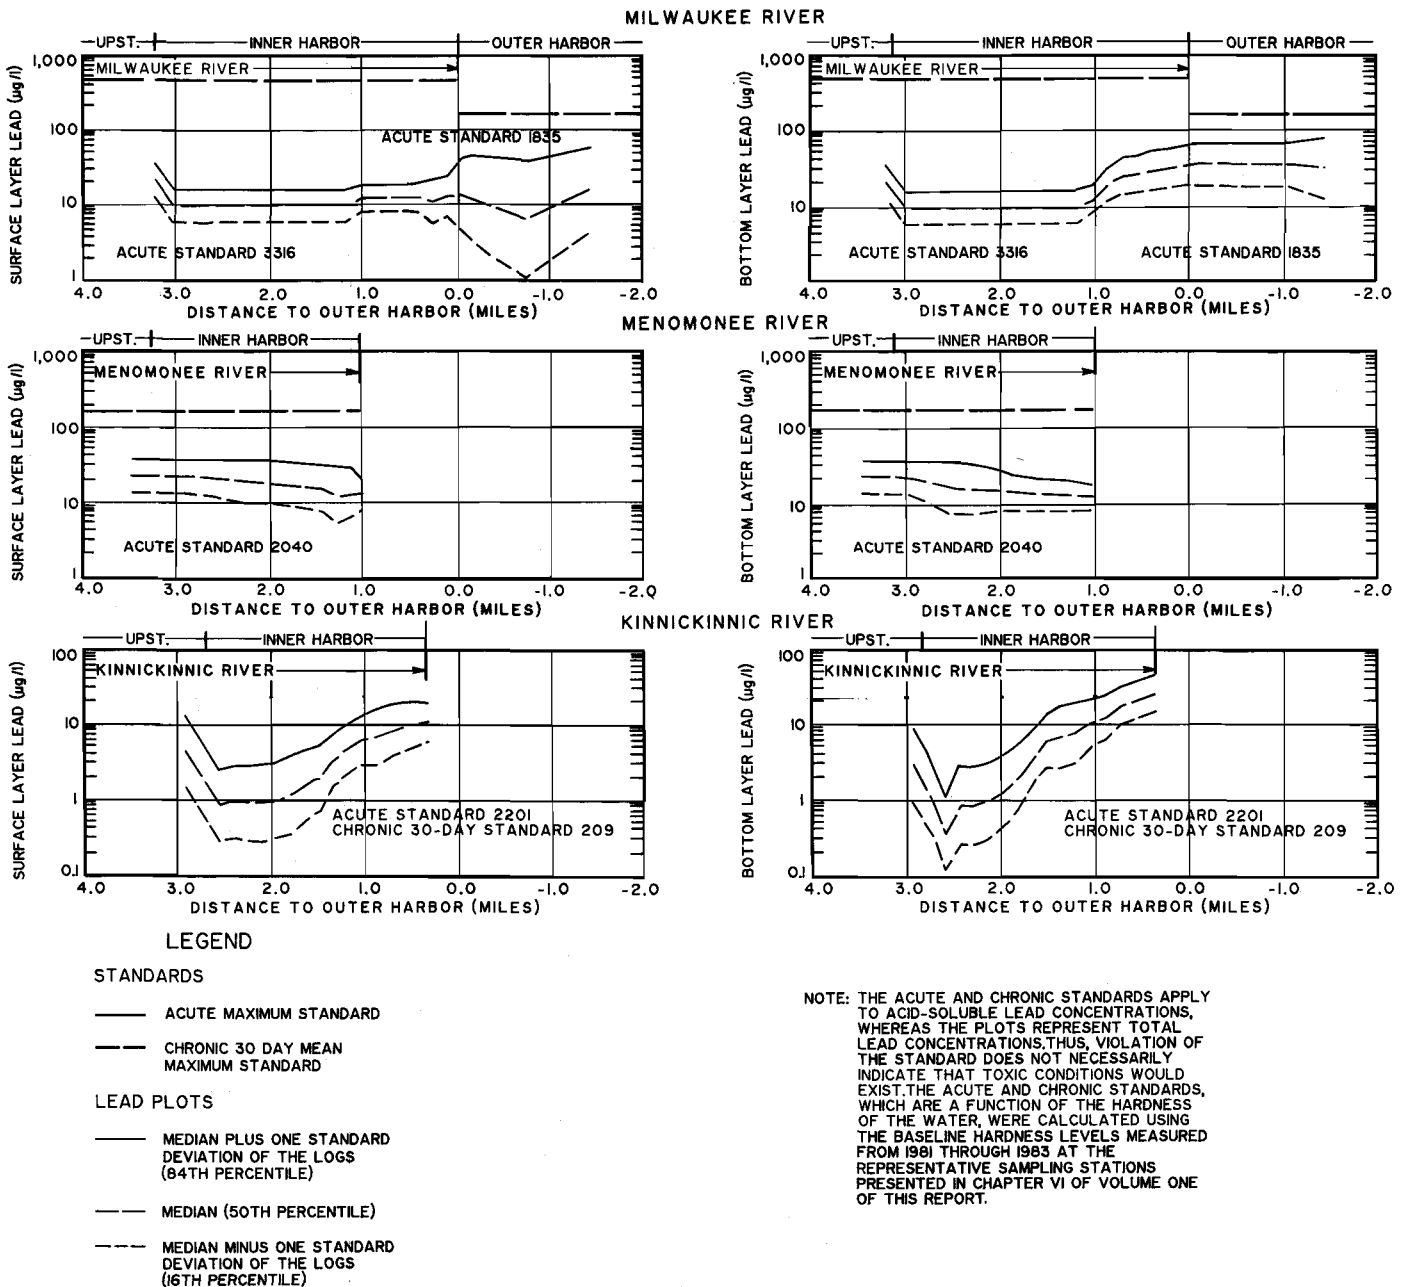 MILWAUKEE RIVER
UPST. INNER HARBOR OUTER HARBOR
MILWAUKEE RIVER
SURFACE LAYER LEAD (µg/l)
1,000
100
10
1
ACUTE STANDARD 1835
ACUTE STANDARD 3316
4.0 3.0 2.0 1.0 0.0 -1.0 -2.0
DISTANCE TO OUTER HARBOR (MILES)
UPST. INNER HARBOR OUTER HARBOR
MILWAUKEE RIVER
BOTTOM LAYER LEAD (µg/l)
1,000
100
10
1
ACUTE STANDARD 3316 ACUTE STANDARD 1835
4.0 3.0 2.0 1.0 0.0 -1.0 -2.0
DISTANCE TO OUTER HARBOR (MILES)
MENOMONEE RIVER
UPST. INNER HARBOR
MENOMONEE RIVER
SURFACE LAYER LEAD (µg/l)
1,000
100
10
1
ACUTE STANDARD 2040
4.0 3.0 2.0 1.0 0.0 -1.0 -2.0
DISTANCE TO OUTER HARBOR (MILES)
UPST. INNER HARBOR
MENOMONEE RIVER
BOTTOM LAYER LEAD (µg/l)
1,000
100
10
1
ACUTE STANDARD 2040
4.0 3.0 2.0 1.0 0.0 -1.0 -2.0
DISTANCE TO OUTER HARBOR (MILES)
KINNICKINNIC RIVER
UPST. INNER HARBOR
KINNICKINNIC RIVER
SURFACE LAYER LEAD (µg/l)
100
10
1
0.1
ACUTE STANDARD 2201
CHRONIC 30-DAY STANDARD 209
4.0 3.0 2.0 1.0 0.0 -1.0 -2.0
DISTANCE TO OUTER HARBOR (MILES)
UPST. INNER HARBOR
KINNICKINNIC RIVER
BOTTOM LAYER LEAD (µg/l)
100
10
1
0.1
ACUTE STANDARD 2201
CHRONIC 30-DAY STANDARD 209
4.0 3.0 2.0 1.0 0.0 -1.0 -2.0
DISTANCE TO OUTER HARBOR (MILES)
LEGEND
STANDARDS
ACUTE MAXIMUM STANDARD
CHRONIC 30 DAY MEAN
MAXIMUM STANDARD
LEAD PLOTS
MEDIAN PLUS ONE STANDARD
DEVIATION OF THE LOGS
(84TH PERCENTILE)
MEDIAN (50TH PERCENTILE)
MEDIAN MINUS ONE STANDARD
DEVIATION OF THE LOGS
(16TH PERCENTILE)
NOTE: THE ACUTE AND CHRONIC STANDARDS APPLY
TO ACID-SOLUBLE LEAD CONCENTRATIONS,
WHEREAS THE PLOTS REPRESENT TOTAL
LEAD CONCENTRATIONS.THUS, VIOLATION OF
THE STANDARD DOES NOT NECESSARILY
INDICATE THAT TOXIC CONDITIONS WOULD
EXIST.THE ACUTE AND CHRONIC STANDARDS,
WHICH ARE A FUNCTION OF THE HARDNESS
OF THE WATER, WERE CALCULATED USING
THE BASELINE HARDNESS LEVELS MEASURED
FROM 1981 THROUGH 1983 AT THE
REPRESENTATIVE SAMPLING STATIONS
PRESENTED IN CHAPTER VI OF VOLUME ONE
OF THIS REPORT.